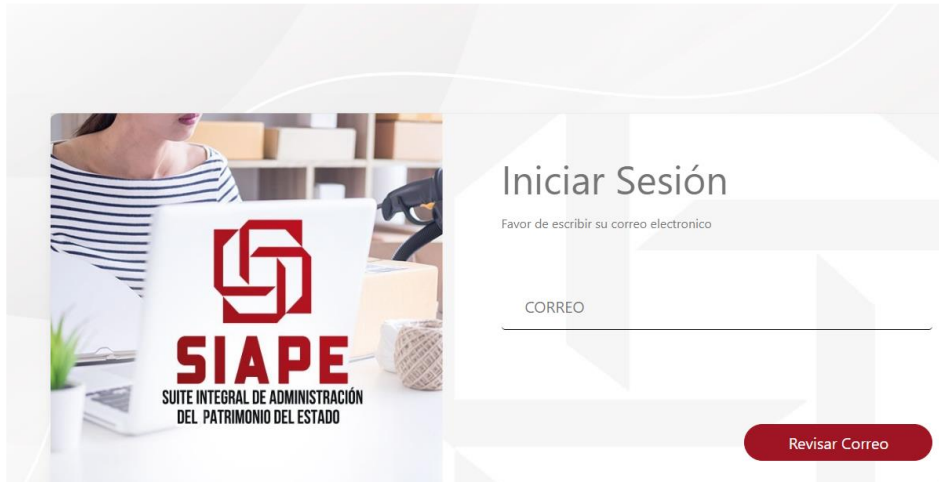 SIAPE
SUITE INTEGRAL DE ADMINISTRACIÓN
DEL PATRIMONIO DEL ESTADO
Iniciar Sesión
Favor de escribir su correo electronico
CORREO
Revisar Correo